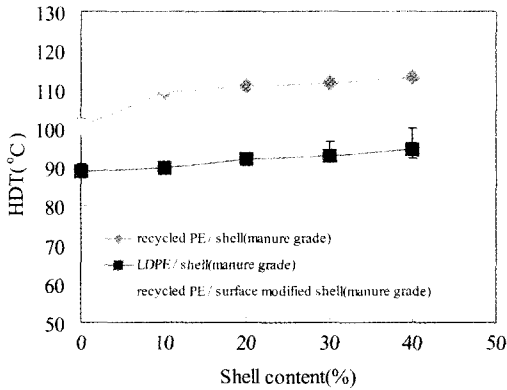 130
120
110
100
90
80
70
60
50
HDT(°C)
recycled PE / shell(manure grade)
LDPE / shell(manure grade)
recycled PE / surface modified shell(manure grade)
0 10 20 30 40 50
Shell content(%)